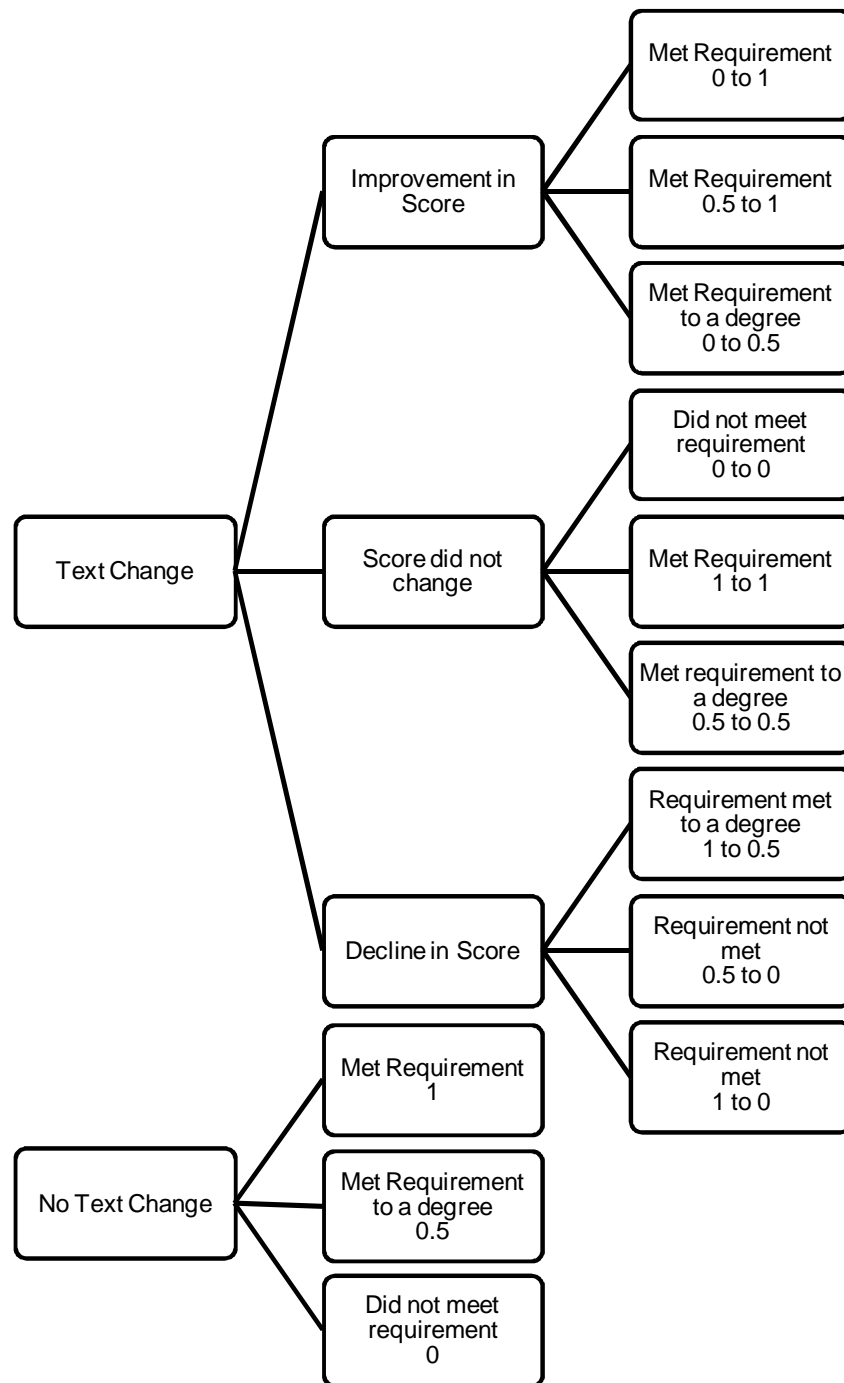 Met Requirement
0 to 1
Improvement in
Score
Met Requirement
0.5 to 1
Met Requirement
to a degree
0 to 0.5
Did not meet
requirement
0 to 0
Text Change
Score did not
change
Met Requirement
1 to 1
Met requirement to
a degree
0.5 to 0.5
Requirement met
to a degree
1 to 0.5
Decline in Score
Requirement not
met
0.5 to 0
Requirement not
met
1 to 0
Met Requirement
1
No Text Change
Met Requirement
to a degree
0.5
Did not meet
requirement
0